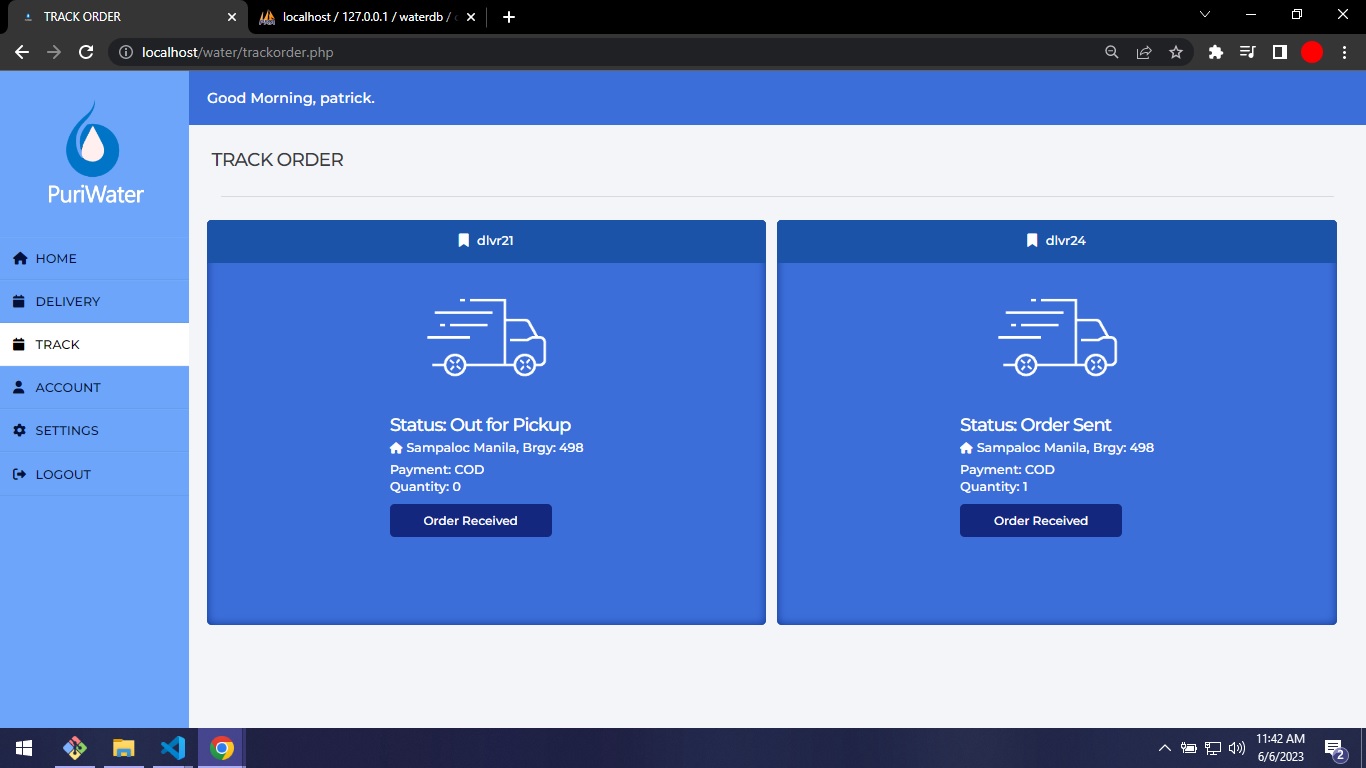 TRACK ORDER
localhost / 127.0.0.1 / waterdb /
localhost/water/trackorder.php
PuriWater
HOME
DELIVERY
TRACK
ACCOUNT
SETTINGS
LOGOUT
Good Morning, patrick.
TRACK ORDER
dlvr21
Status: Out for Pickup
Sampaloc Manila, Brgy: 498
Payment: COD
Quantity: 0
Order Received
dlvr24
Status: Order Sent
Sampaloc Manila, Brgy: 498
Payment: COD
Quantity: 1
Order Received
11:42 AM
6/6/2023
2